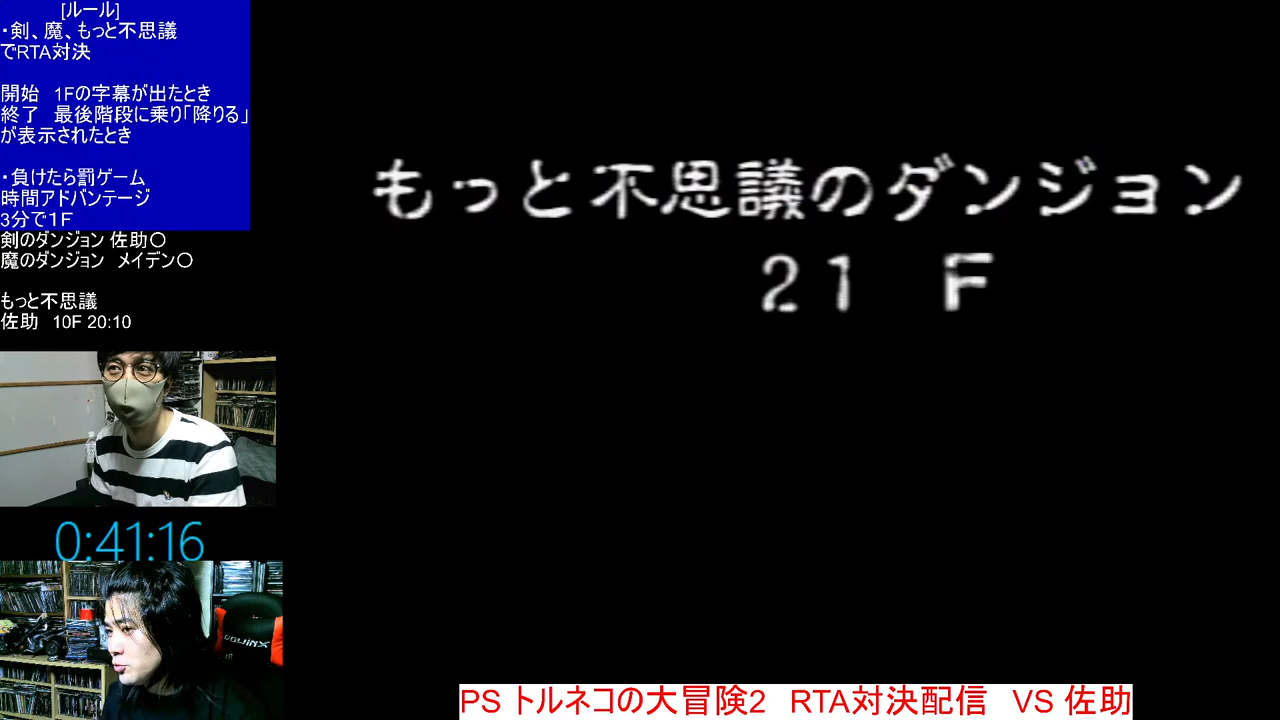 [ルール]
・剣、魔、もっと不思議
でRTA対決
開始　1Fの字幕が出たとき
終了　最後階段に乗り「降りる」
が表示されたとき
・負けたら罰ゲーム
時間アドバンテージ
3分で1F
剣のダンジョン 佐助〇
魔のダンジョン　メイデン〇
もっと不思議
佐助　10F 20:10
もっと不思議のダンジョン
21　F
0:41:16
PS トルネコの大冒険2　RTA対決配信　VS 佐助